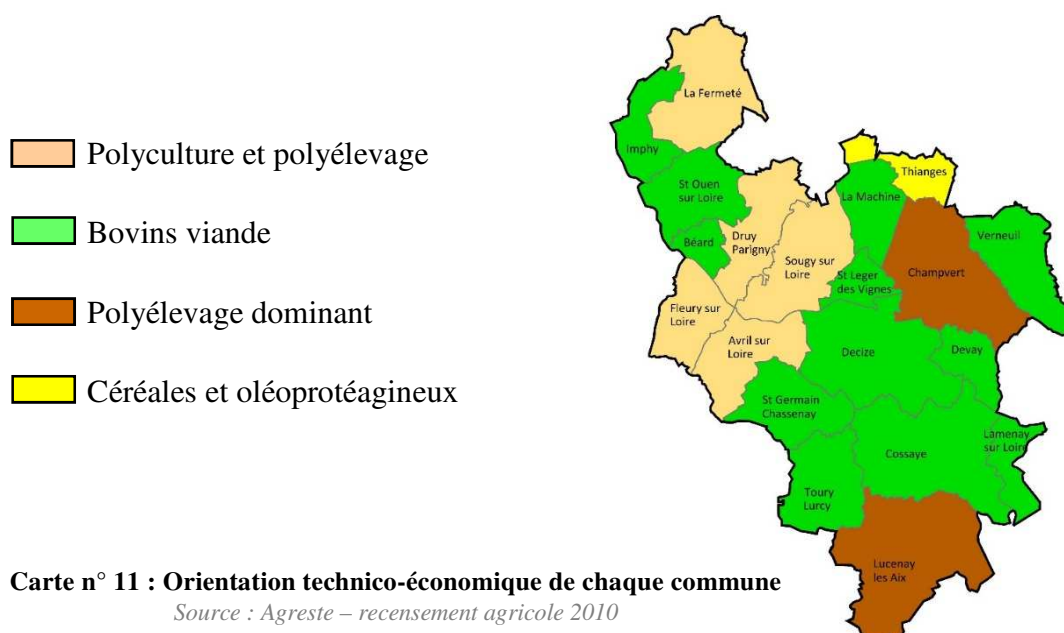 Polyculture et polyélevage
Bovins viande
Polyélevage dominant
Céréales et oléoprotéagineux
La Fermeté
Imphy
St Ouen
sur Loire
Béard
Druy
Parigny
Sougy sur
Loire
La Machine
Thianges
Verneuil
Champvert
St Leger
des Vignes
Fleury sur
Loire
Avril sur
Loire
Decize
Devay
St Germain
Chassenay
Cossaye
Lamenay
sur Loire
Toury
Lurcy
Lucenay
les Aix
Carte n° 11 : Orientation technico-économique de chaque commune
Source : Agreste – recensement agricole 2010